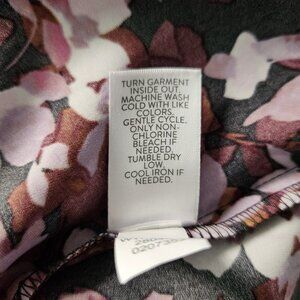 TURN GARMENT
INSIDE OUT.
MACHINE WASH
COLD WITH LIKE
COLORS.
GENTLE CYCLE.
ONLY NON-
CHLORINE
BLEACH IF
NEEDED.
TUMBLE DRY
LOW.
COOL IRON IF
NEEDED.